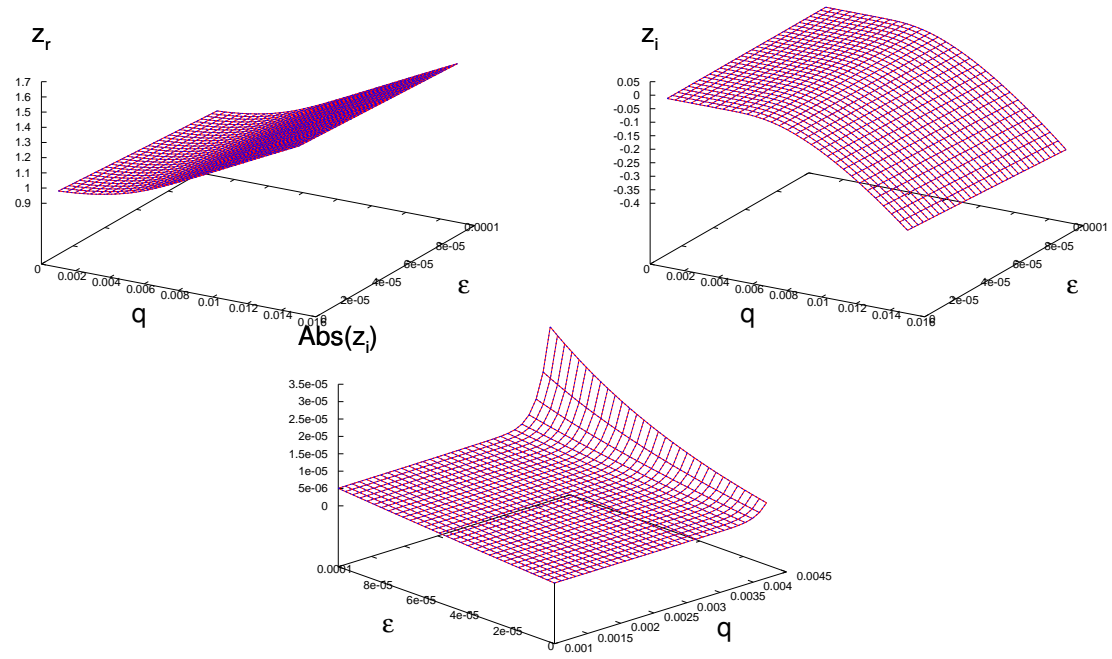 z_r
1.7
1.6
1.5
1.4
1.3
1.2
1.1
1
0.9
0
0.002
0.004
0.006
0.008
0.01
0.012
0.014
0.016
q
0
2e-05
4e-05
6e-05
8e-05
0.0001
ε
z_i
0.05
0
-0.05
-0.1
-0.15
-0.2
-0.25
-0.3
-0.35
-0.4
0
0.002
0.004
0.006
0.008
0.01
0.012
0.014
0.016
q
0
2e-05
4e-05
6e-05
8e-05
0.0001
ε
Abs(z_i)
3.5e-05
3e-05
2.5e-05
2e-05
1.5e-05
1e-05
5e-06
0
0.0001
8e-05
6e-05
4e-05
2e-05
0
ε
0.001
0.0015
0.002
0.0025
0.003
0.0035
0.004
0.0045
q